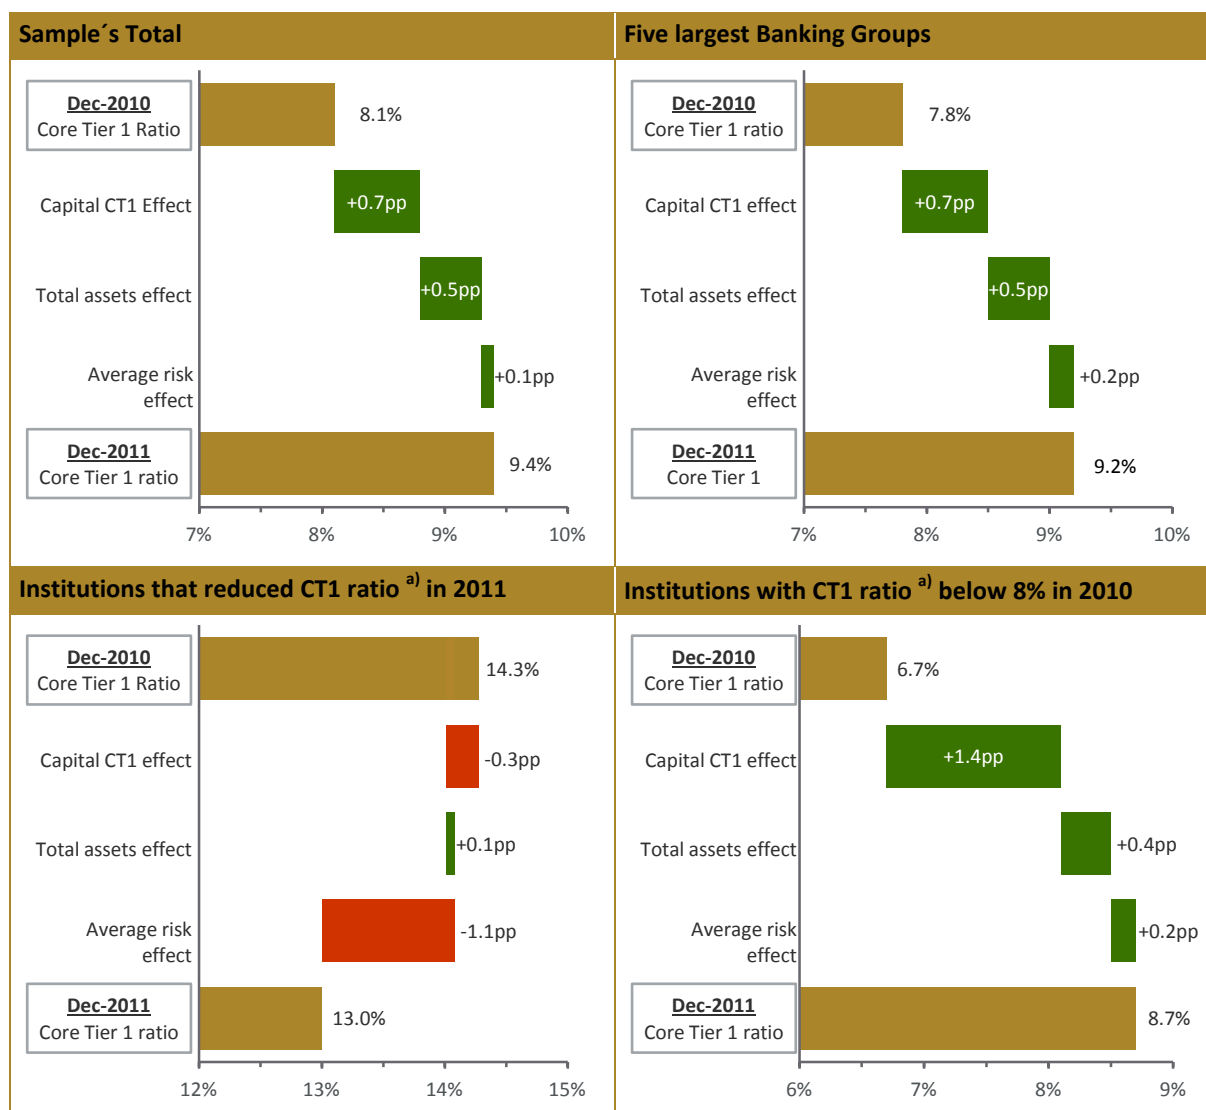 Sample´s Total
Dec-2010
Core Tier 1 Ratio
8.1%
Capital CT1 Effect
+0.7pp
Total assets effect
+0.5pp
Average risk
effect
+0.1pp
Dec-2011
Core Tier 1 ratio
9.4%
7% 8% 9% 10%
Five largest Banking Groups
Dec-2010
Core Tier 1 ratio
7.8%
Capital CT1 effect
+0.7pp
Total assets effect
+0.5pp
Average risk
effect
+0.2pp
Dec-2011
Core Tier 1
9.2%
7% 8% 9% 10%
Institutions that reduced CT1 ratio a) in 2011
Dec-2010
Core Tier 1 Ratio
14.3%
Capital CT1 effect
-0.3pp
Total assets effect
+0.1pp
Average risk
effect
-1.1pp
Dec-2011
Core Tier 1 ratio
13.0%
12% 13% 14% 15%
Institutions with CT1 ratio a) below 8% in 2010
Dec-2010
Core Tier 1 ratio
6.7%
Capital CT1 effect
+1.4pp
Total assets effect
+0.4pp
Average risk
effect
+0.2pp
Dec-2011
Core Tier 1 ratio
8.7%
6% 7% 8% 9%